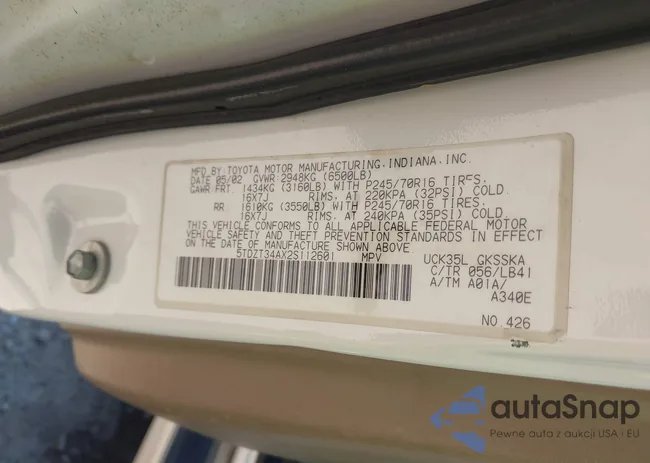 MFD. BY: TOYOTA MOTOR MANUFACTURING, INDIANA, INC.
DATE 05/02 GVWR: 2948KG (6500LB)
GAWR/FRT 1434KG (3160LB) WITH P245/70R16 TIRES,
16X7J RIMS, AT 220KPA (32PSI) COLD
RR 1610KG (3550LB) WITH P245/70R16 TIRES,
16X7J RIMS, AT 240KPA (35PSI) COLD
THIS VEHICLE CONFORMS TO ALL APPLICABLE FEDERAL MOTOR
VEHICLE SAFETY AND THEFT PREVENTION STANDARDS IN EFFECT
ON THE DATE OF MANUFACTURE SHOWN ABOVE
5TDZT34AX2S112601 MPV
UCK35L GKSSKA
C/TR 056/LB41
A/TM A01A/
A340E
NO.426
autaSnap
Pewne auta z aukcji USA i EU